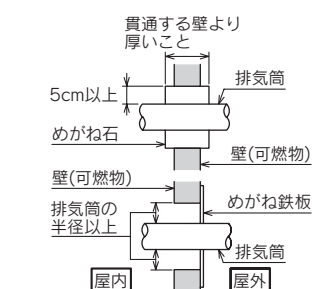 貫通する壁より
厚いこと
排気筒
5cm以上
めがね石
壁(可燃物)
壁(可燃物)
めがね鉄板
排気筒の
半径以上
排気筒
屋内
屋外